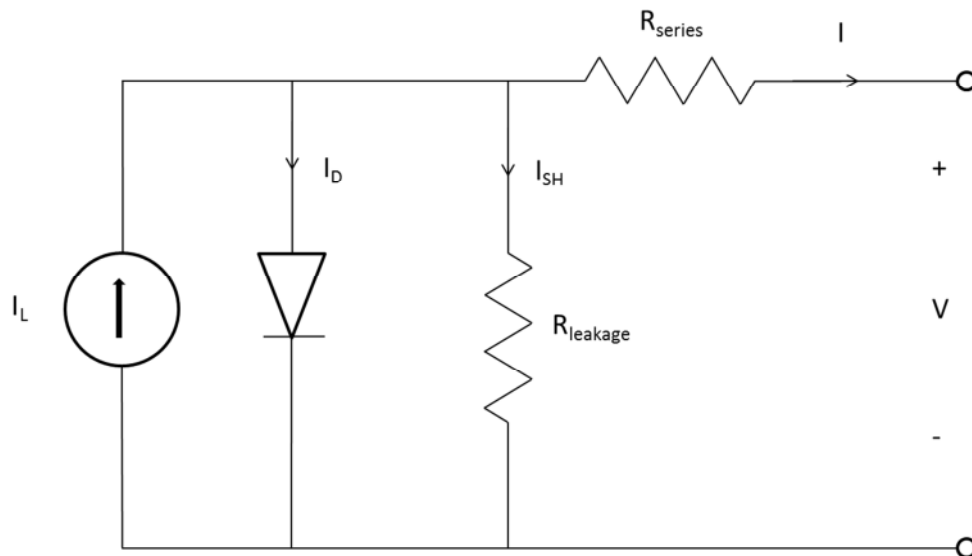 R_series
I
I_D
I_SH
+
I_L
R_leakage
V
-